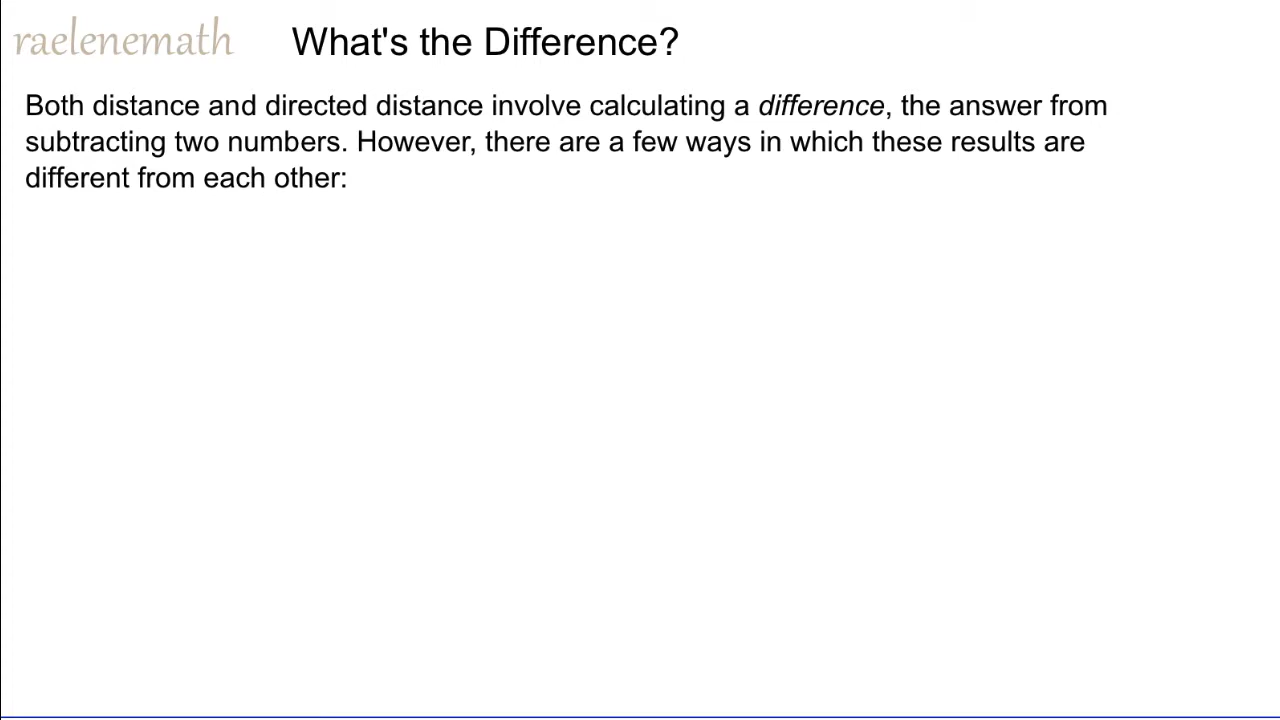 raelenemath
What's the Difference?
Both distance and directed distance involve calculating a difference, the answer from
subtracting two numbers. However, there are a few ways in which these results are
different from each other: